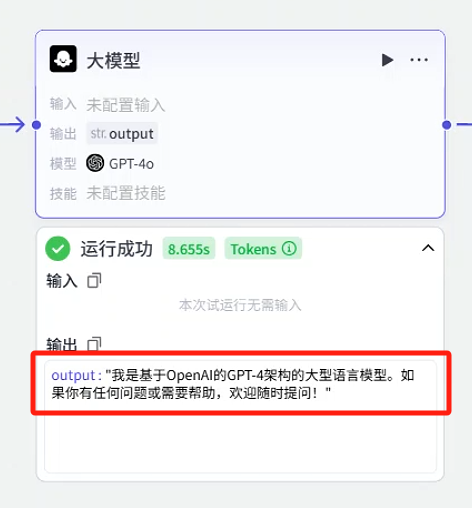 大模型
输入 未配置输入
输出 str. output
模型 GPT-4o
技能 未配置技能
运行成功 8.655s Tokens
输入
本次试运行无需输入
输出
output : "我是基于OpenAI的GPT-4架构的大型语言模型。如
果你有任何问题或需要帮助，欢迎随时提问！"